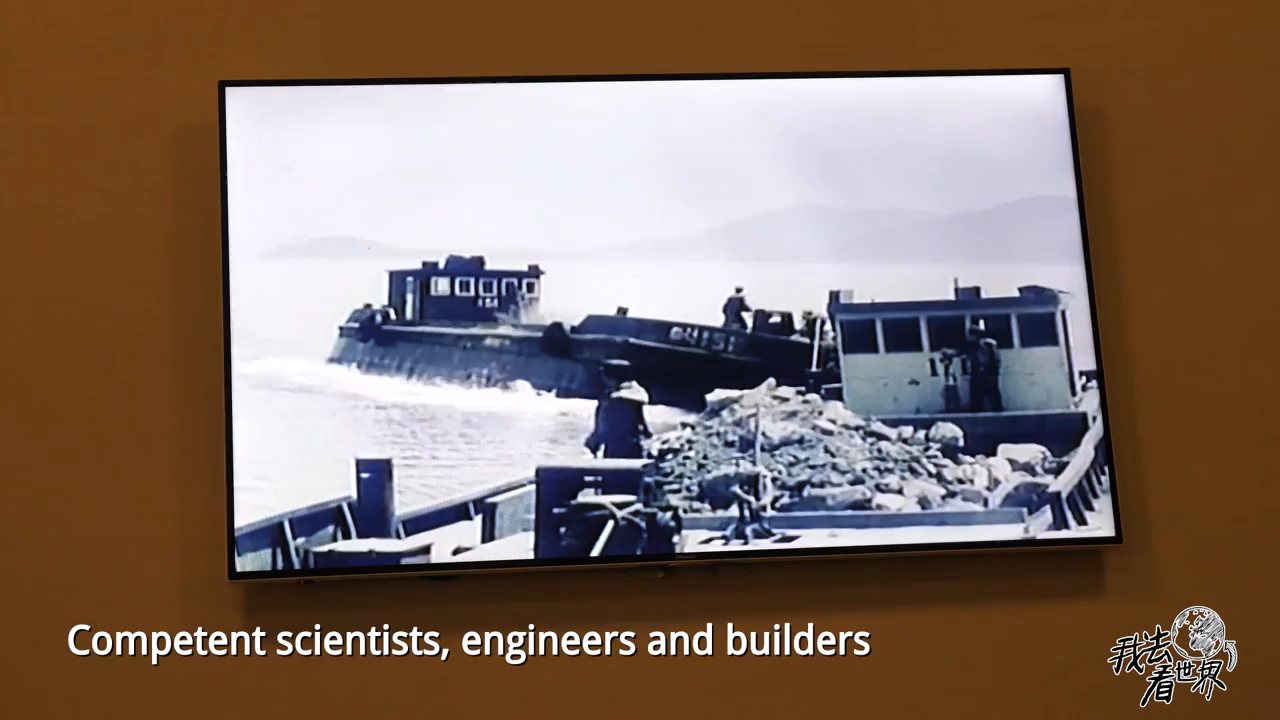 Competent scientists, engineers and builders
我去
看世界